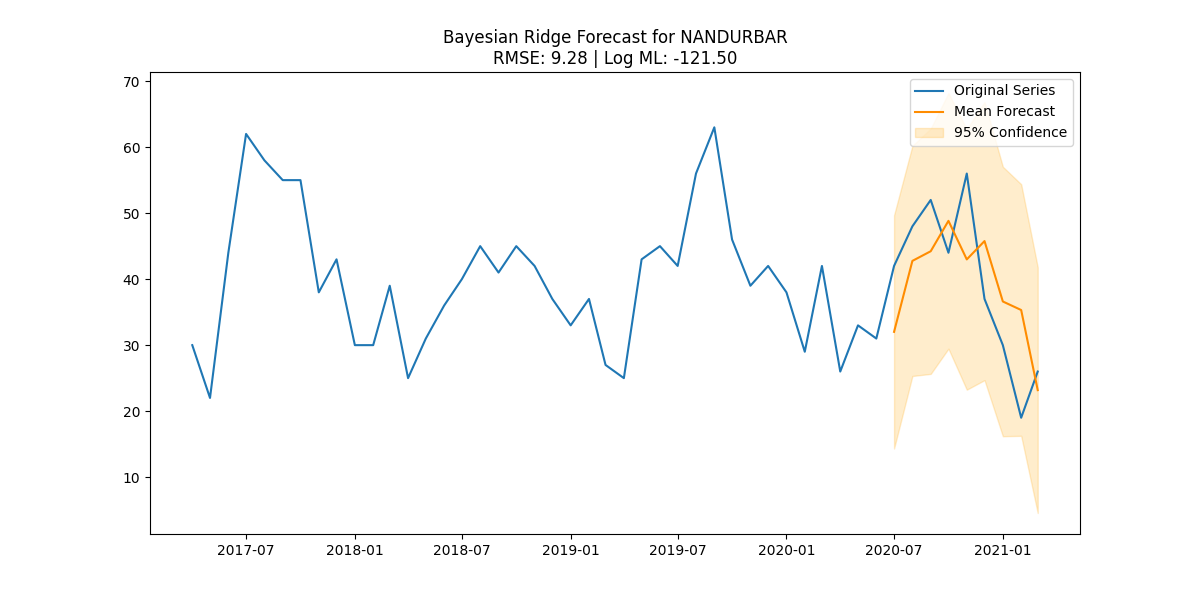 Bayesian Ridge Forecast for NANDURBAR
RMSE: 9.28 | Log ML: -121.50
Original Series
Mean Forecast
95% Confidence
70
60
50
40
30
20
10
2017-07 2018-01 2018-07 2019-01 2019-07 2020-01 2020-07 2021-01